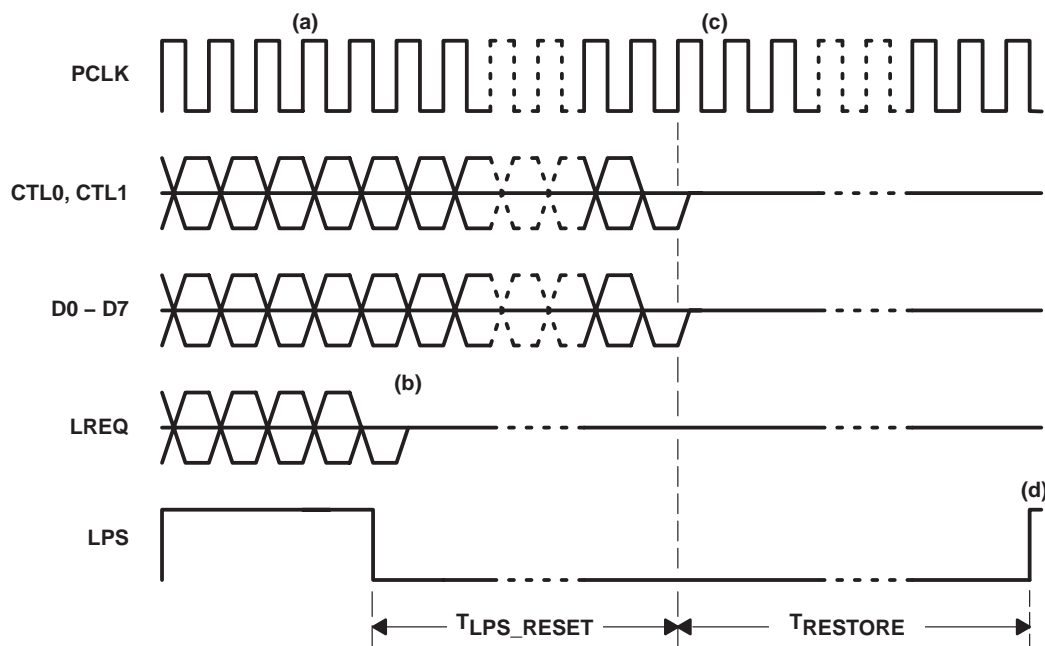 (a) (c)
PCLK
CTL0, CTL1
D0 – D7
(b)
LREQ
(d)
LPS
TLPS_RESET TRESTORE